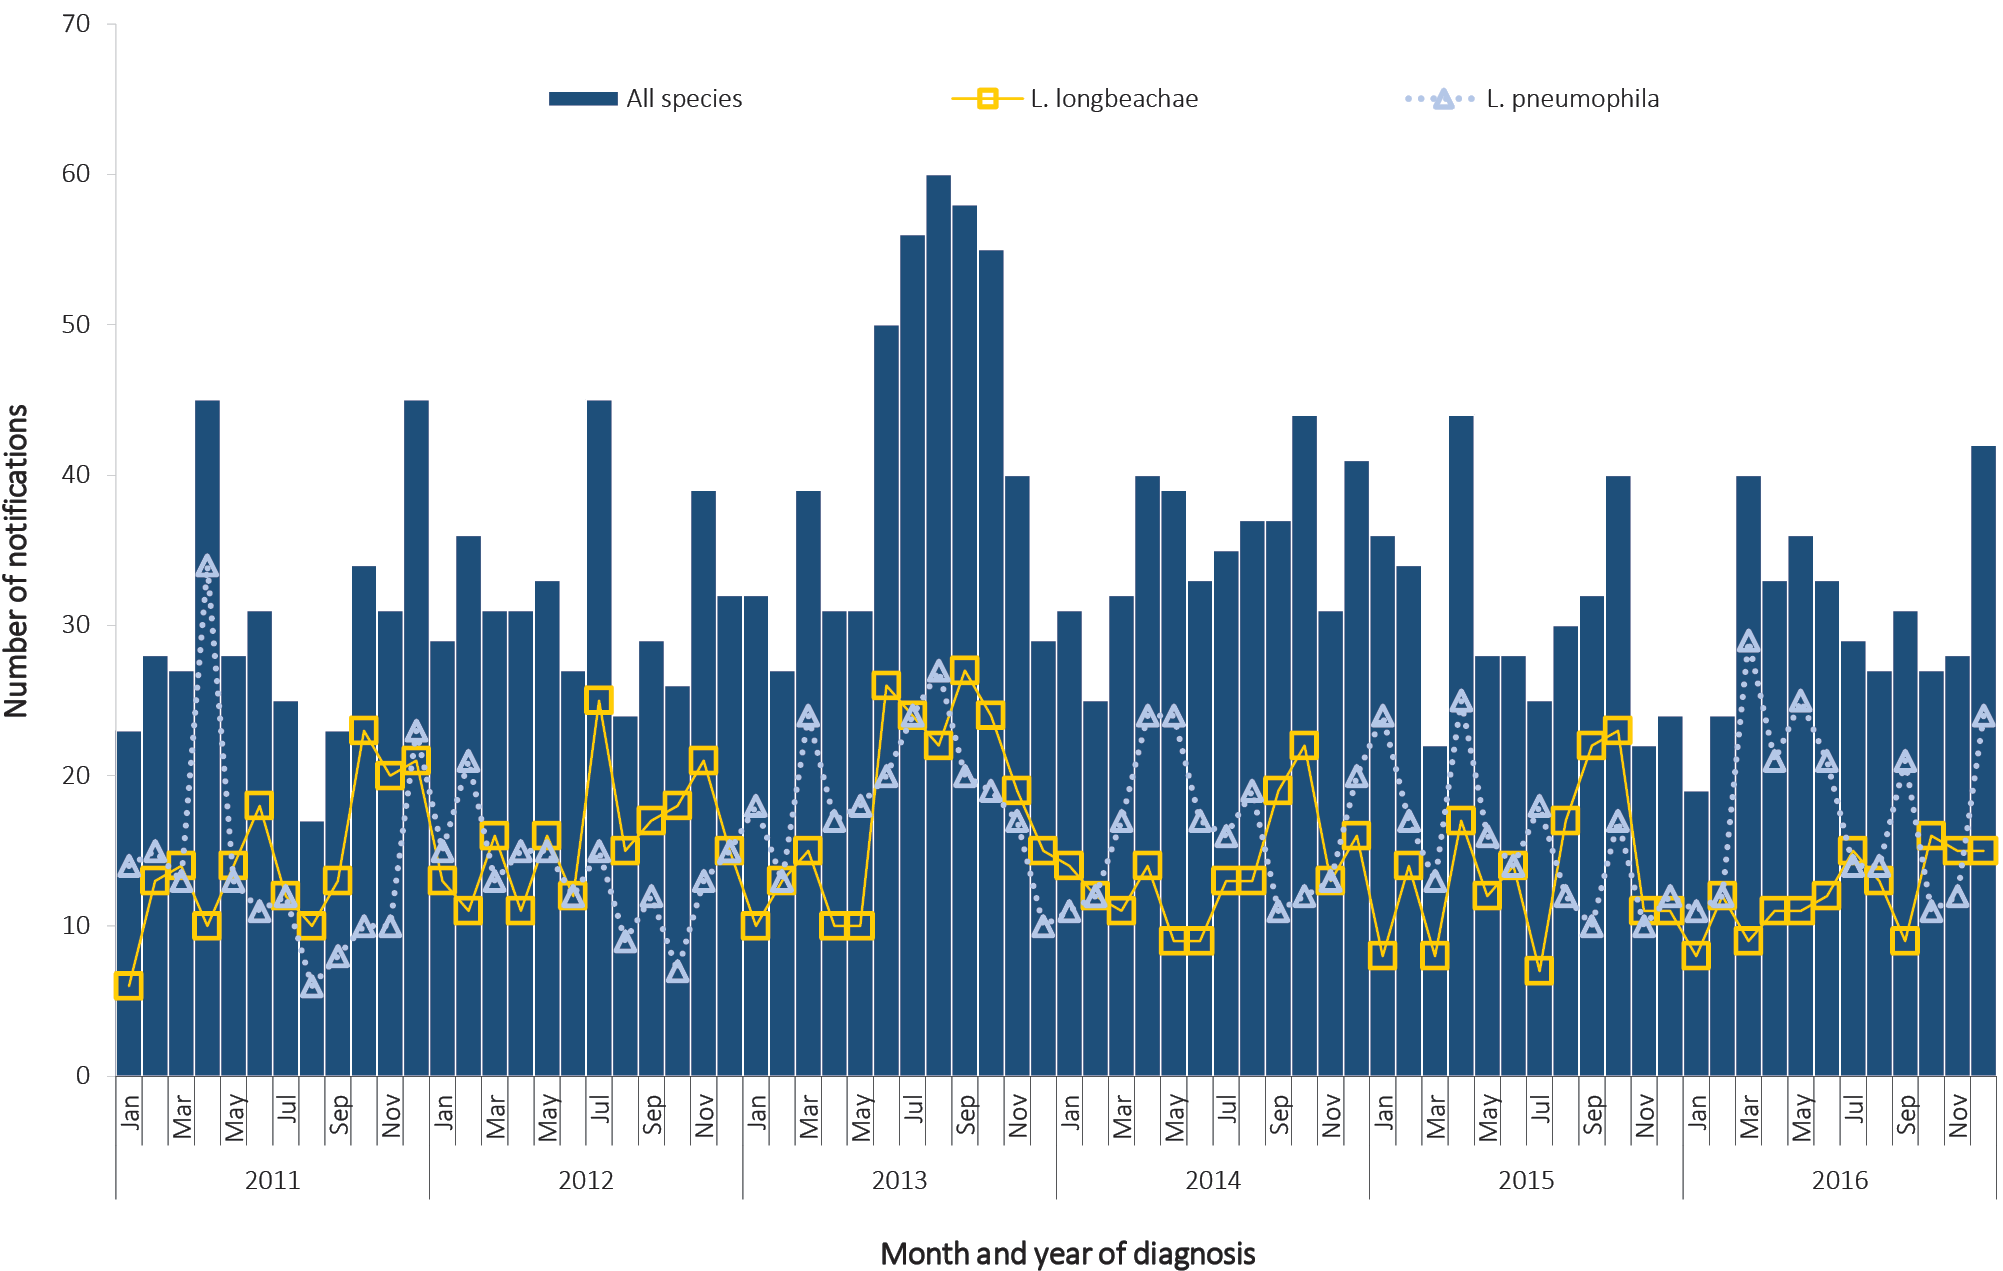 70
All species
L. longbeachae
L. pneumophila
60
50
40
30
20
10
0
Number of notifications
Jan Mar May Jul Sep Nov Jan Mar May Jul Sep Nov Jan Mar May Jul Sep Nov Jan Mar May Jul Sep Nov Jan Mar May Jul Sep Nov Jan Mar May Jul Sep Nov
2011 2012 2013 2014 2015 2016
Month and year of diagnosis